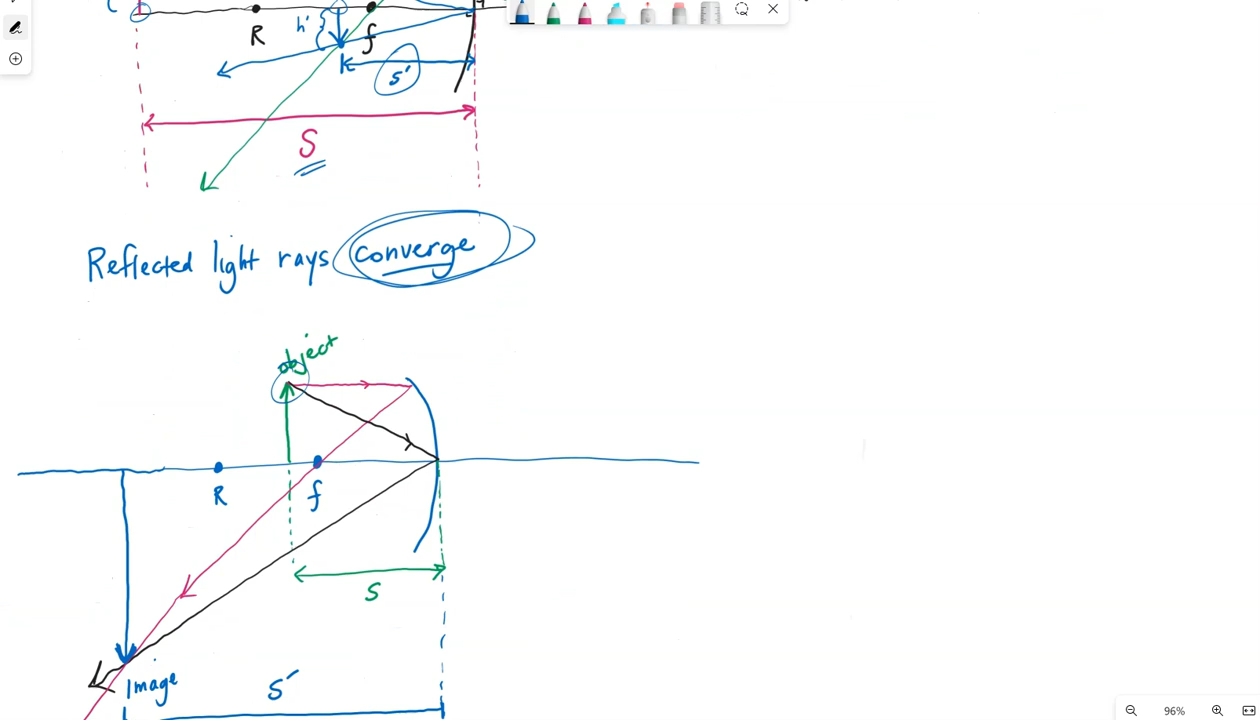 R
h'
f
s'
S
Reflected light rays converge
object
R
f
s
Image
s'
96%